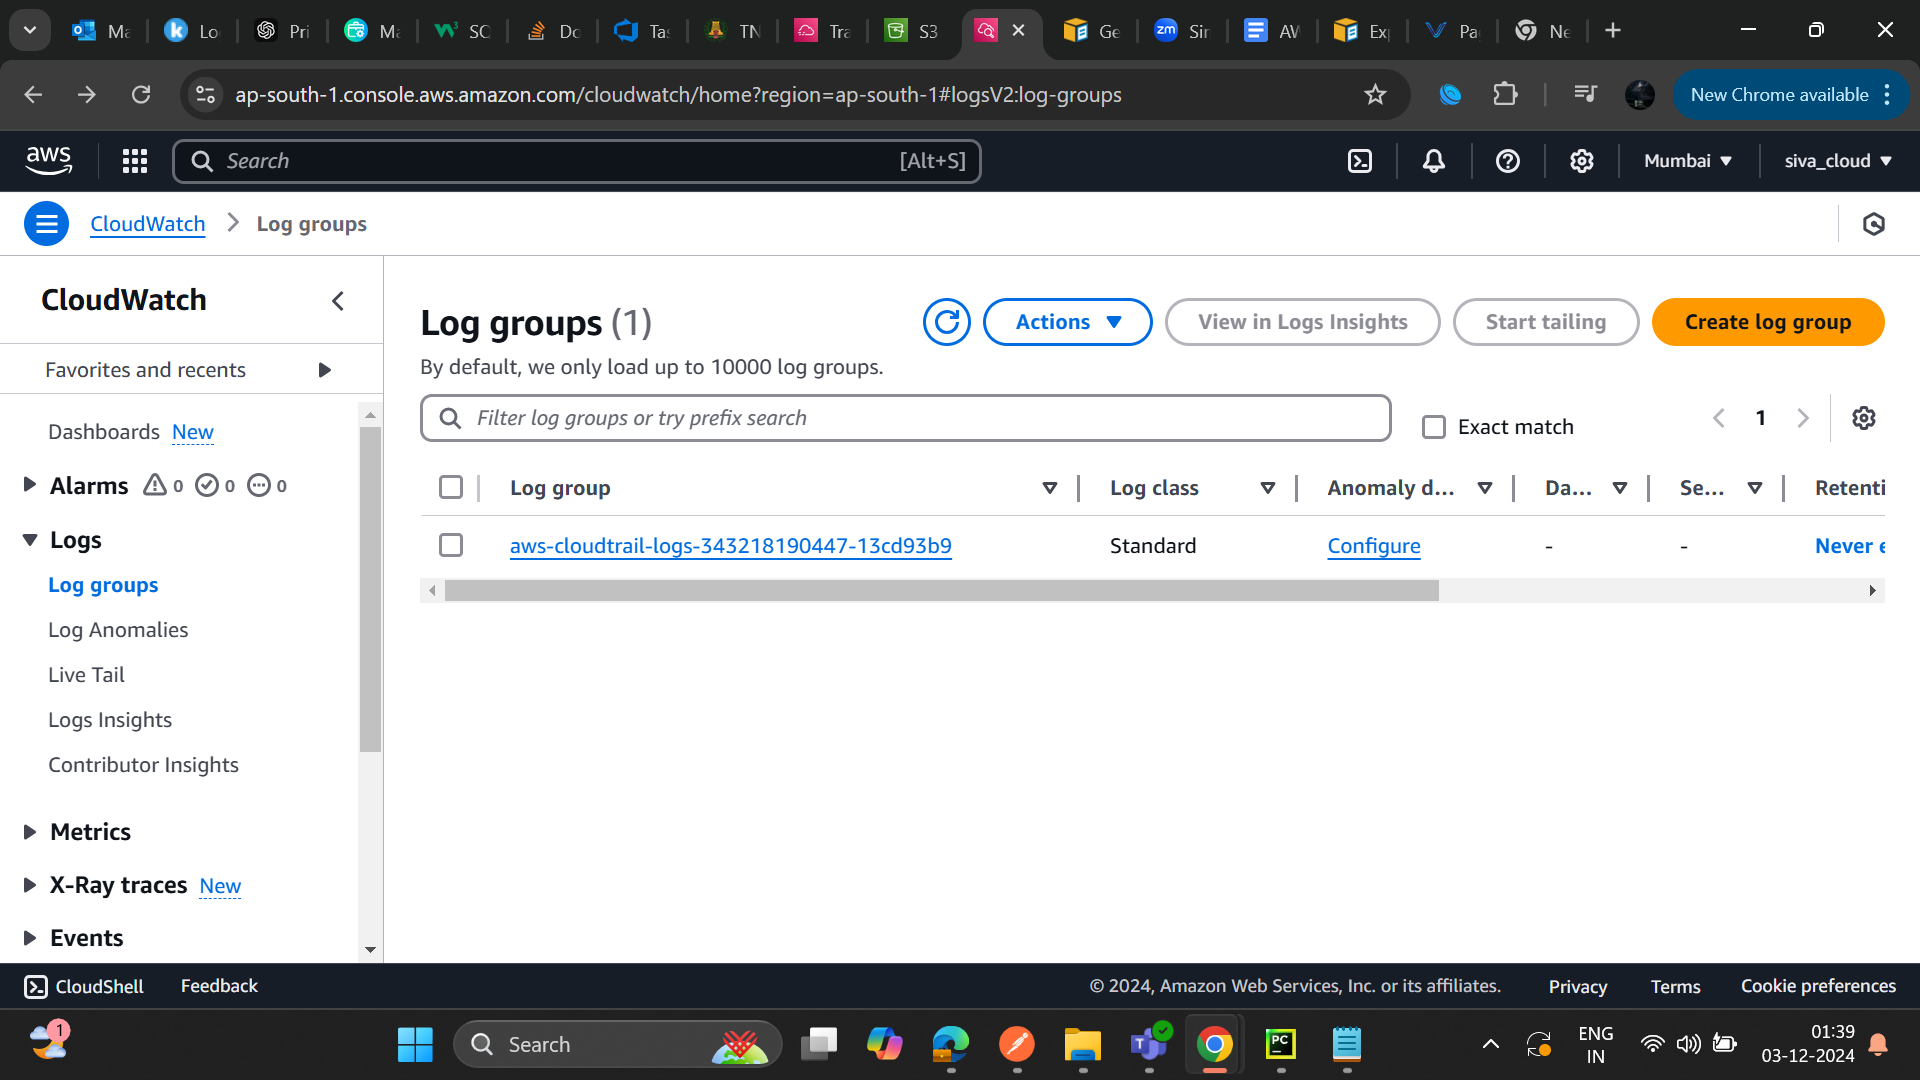 Ma
Lo
Pri
Ma
SC
Do
Tas
TN
Tra
S3
Ge
zm Sir
AW
Ex
Pa
Ne
ap-south-1.console.aws.amazon.com/cloudwatch/home?region=ap-south-1#logsV2:log-groups
New Chrome available
aws
Search
[Alt+S]
Mumbai
siva_cloud
CloudWatch
Log groups
CloudWatch
Favorites and recents
Dashboards New
Alarms 0 0 0
Logs
Log groups
Log Anomalies
Live Tail
Logs Insights
Contributor Insights
Metrics
X-Ray traces New
Events
Log groups (1)
Actions
View in Logs Insights
Start tailing
Create log group
By default, we only load up to 10000 log groups.
Filter log groups or try prefix search
Exact match
1
Log group
Log class
Anomaly d...
Da...
Se...
Retenti
aws-cloudtrail-logs-343218190447-13cd93b9
Standard
Configure
-
-
Never e
CloudShell
Feedback
© 2024, Amazon Web Services, Inc. or its affiliates.
Privacy
Terms
Cookie preferences
1
Search
PC
ENG
IN
01:39
03-12-2024